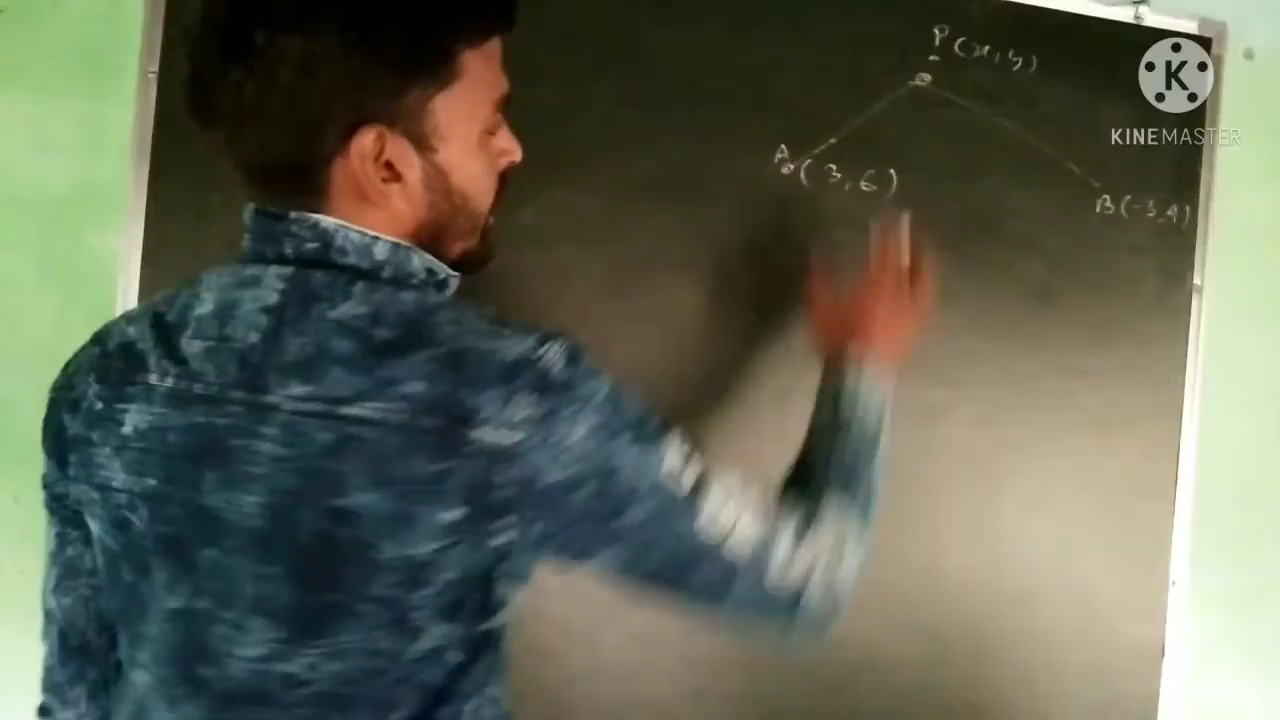 P (x, y)
A (3, 6)
B (-3, 4)
K
KINEMASTER